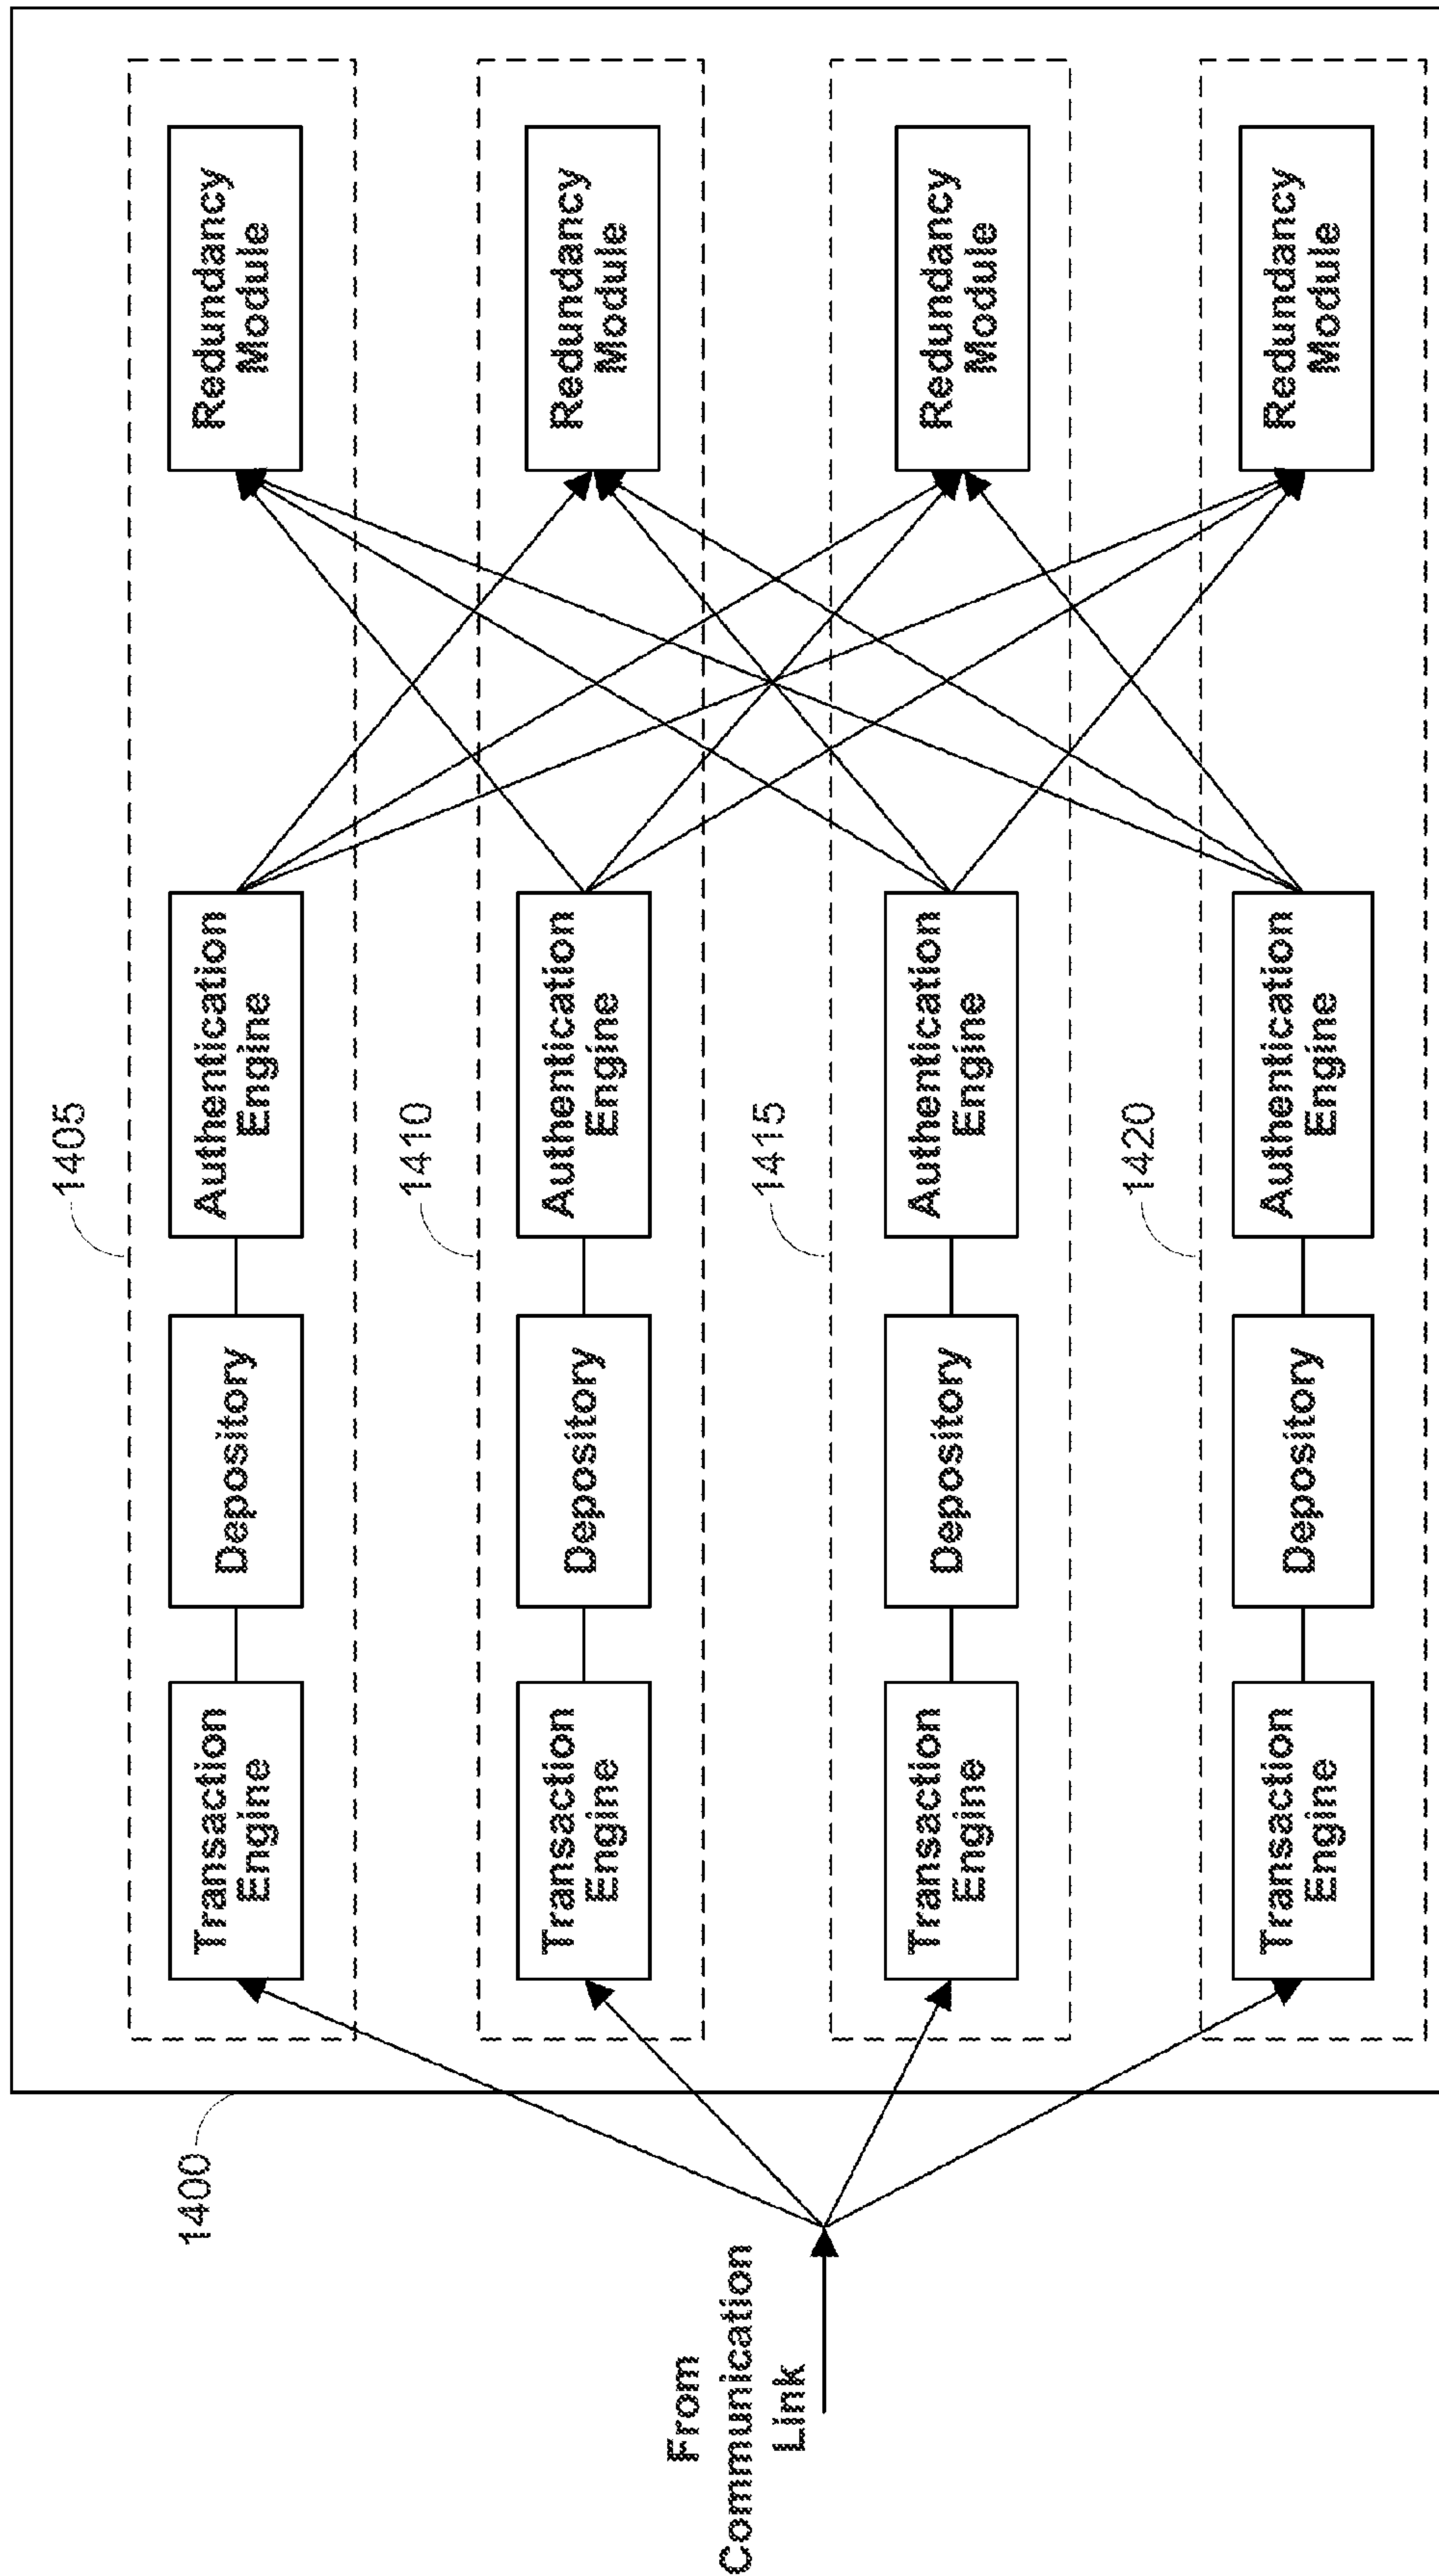 From
Communication
Link
1400
1405
Transaction
Engine
Depository
Authentication
Engine
Redundancy
Module
1410
Transaction
Engine
Depository
Authentication
Engine
Redundancy
Module
1415
Transaction
Engine
Depository
Authentication
Engine
Redundancy
Module
1420
Transaction
Engine
Depository
Authentication
Engine
Redundancy
Module